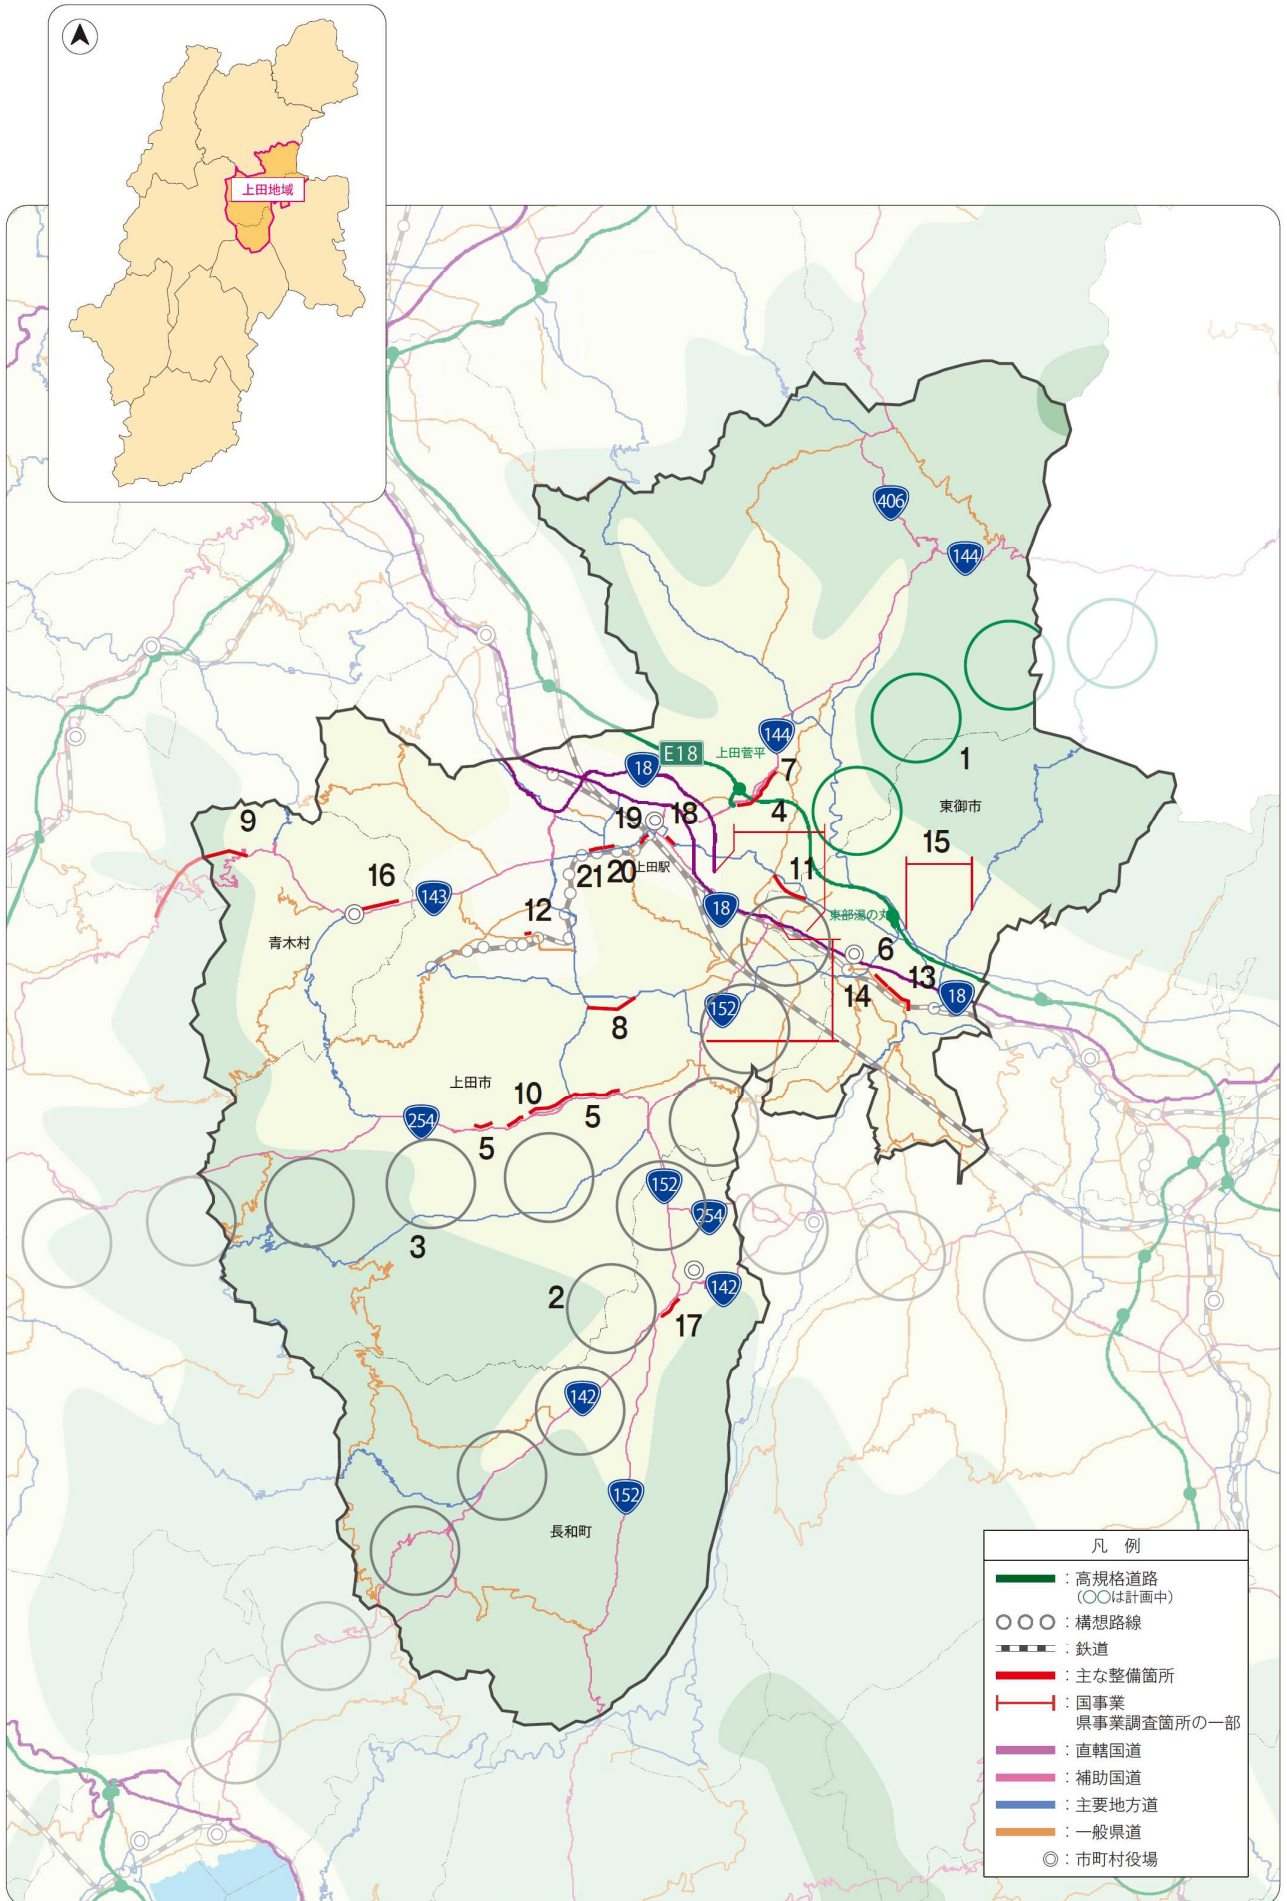 上田地域
406
144
144
E18
上田菅平
18
7
1
4
東御市
19
18
9
15
上田駅
21
20
11
16
143
18
12
東部湯の丸
青木村
6
13
14
18
152
8
上田市
10
5
254
5
152
254
3
142
2
17
142
152
長和町
凡 例
：高規格道路
（○○は計画中）
：構想路線
：鉄道
：主な整備箇所
：国事業
県事業調査箇所の一部
：直轄国道
：補助国道
：主要地方道
：一般県道
◎：市町村役場